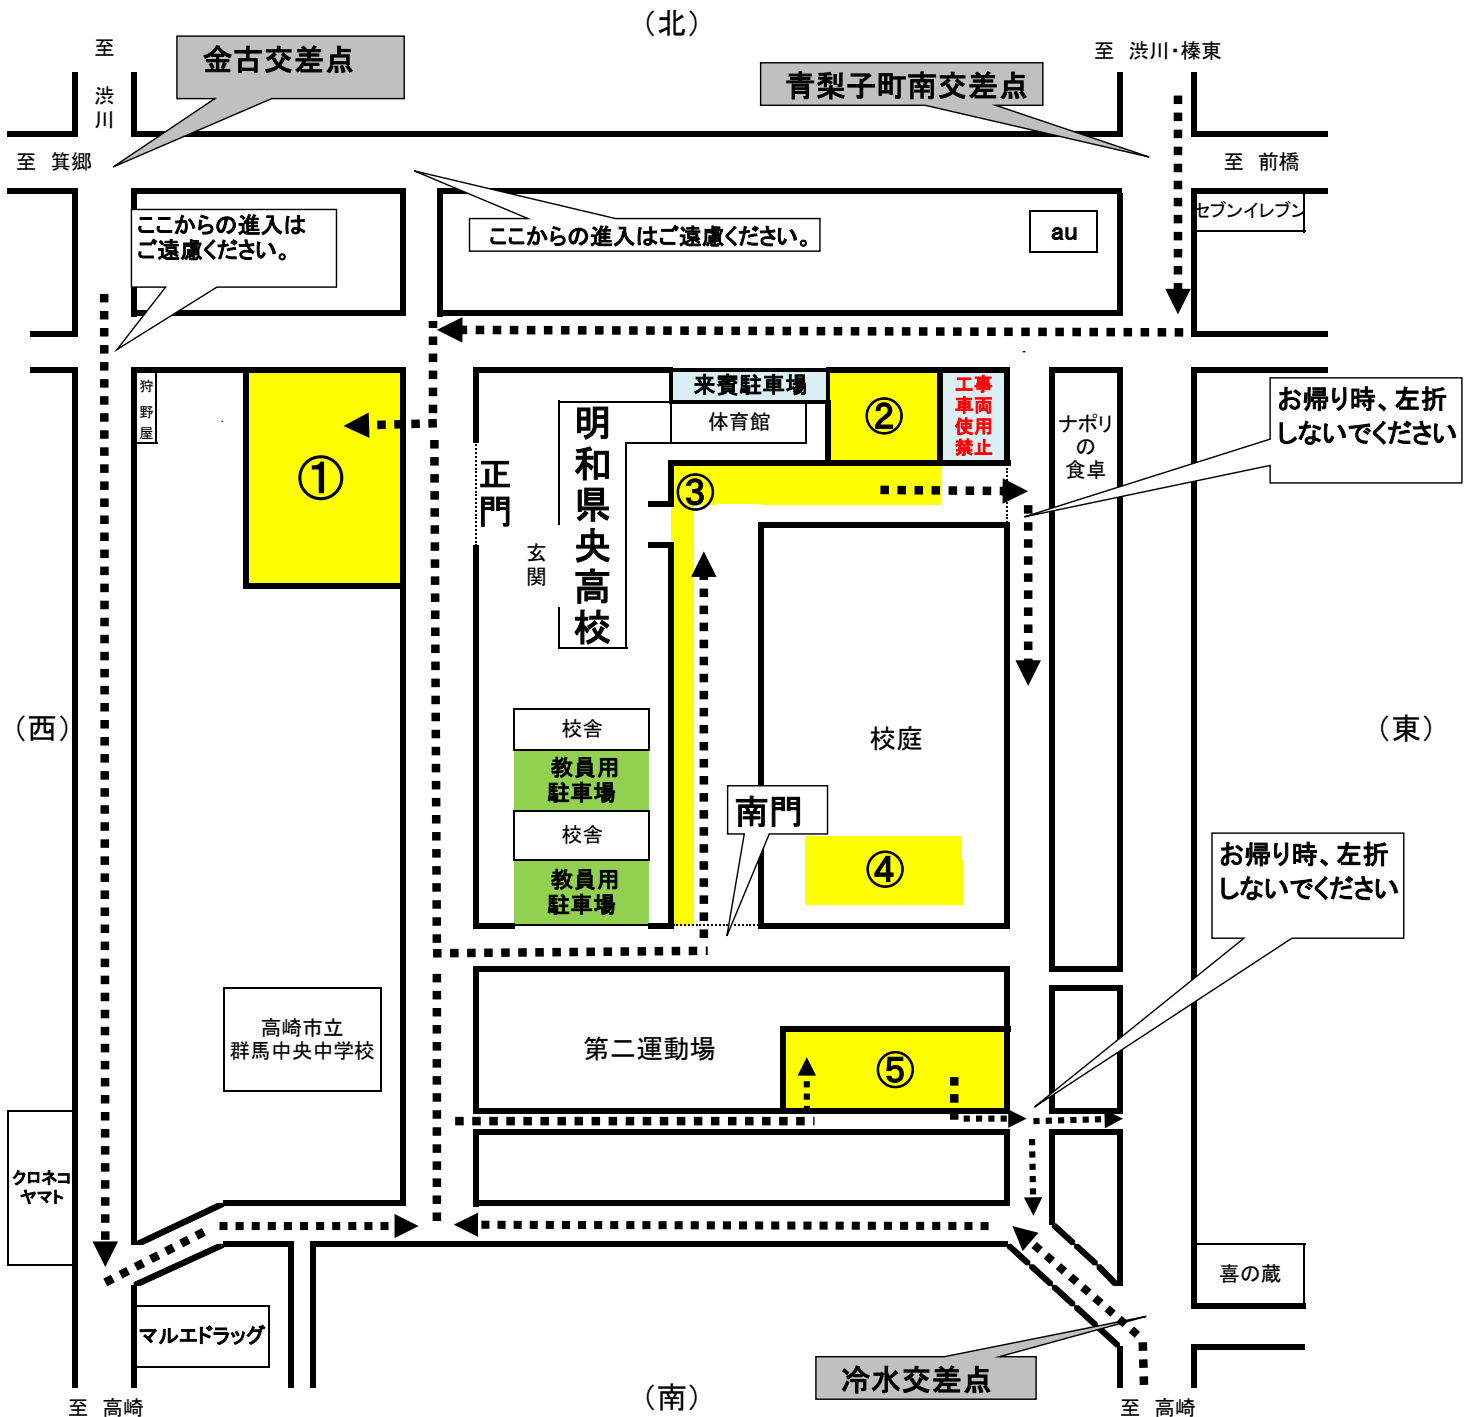 （北）
至
渋
川
金古交差点
青梨子町南交差点
至 渋川・榛東
至 箕郷
至 前橋
ここからの進入は
ご遠慮ください。
ここからの進入はご遠慮ください。
au
セブンイレブン
狩
野
屋
①
正
門
明
和
県
央
高
校
玄
関
来賓駐車場
体育館
②
工事
車両
使用
禁止
③
ナポリ
の
食卓
お帰り時、左折
しないでください
（西）
（東）
校舎
教員用
駐車場
校舎
教員用
駐車場
校庭
南門
④
お帰り時、左折
しないでください
高崎市立
群馬中央中学校
第二運動場
⑤
クロネコ
ヤマト
マルエドラッグ
喜の蔵
冷水交差点
（南）
至 高崎
至 高崎